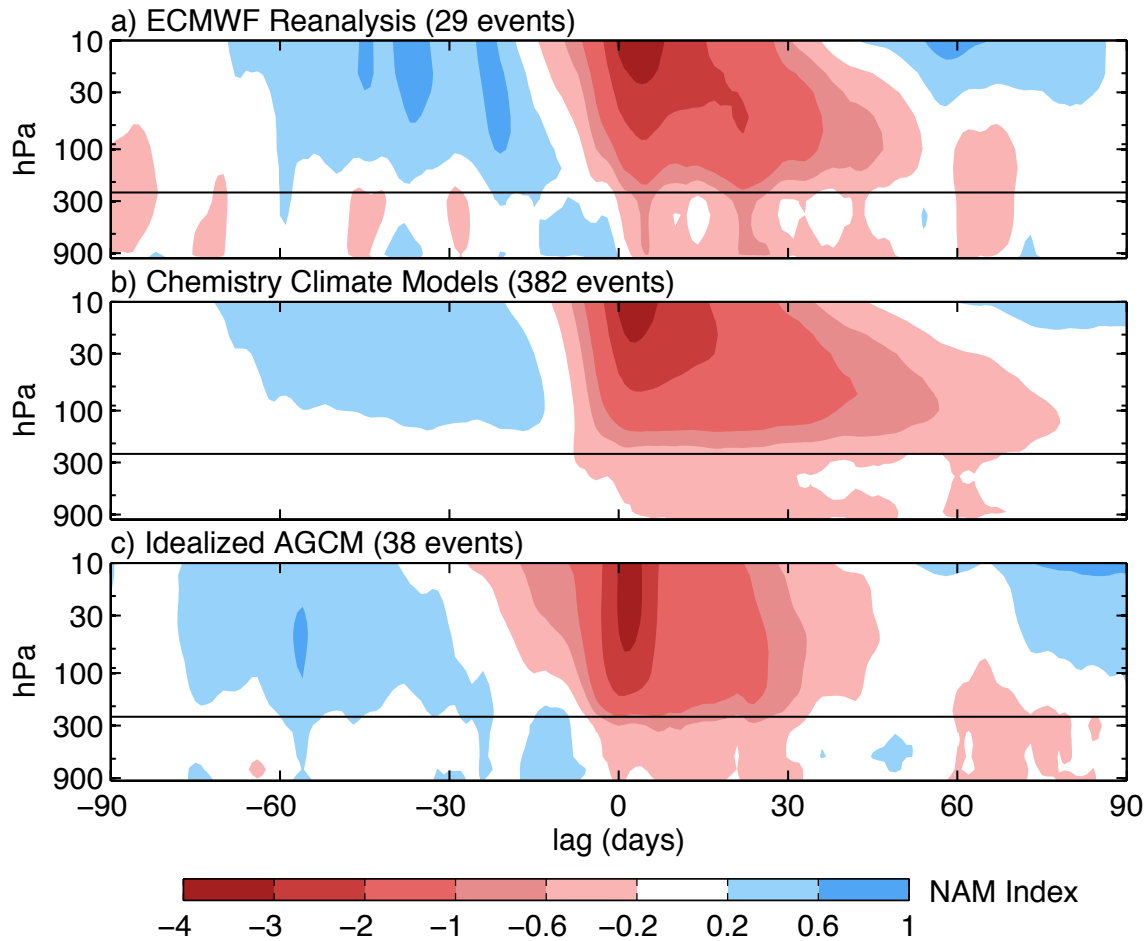 a) ECMWF Reanalysis (29 events)
10
30
100
300
900
hPa
b) Chemistry Climate Models (382 events)
10
30
100
300
900
hPa
c) Idealized AGCM (38 events)
10
30
100
300
900
hPa
−90 −60 −30 0 30 60 90
lag (days)
NAM Index
−4 −3 −2 −1 −0.6 −0.2 0.2 0.6 1